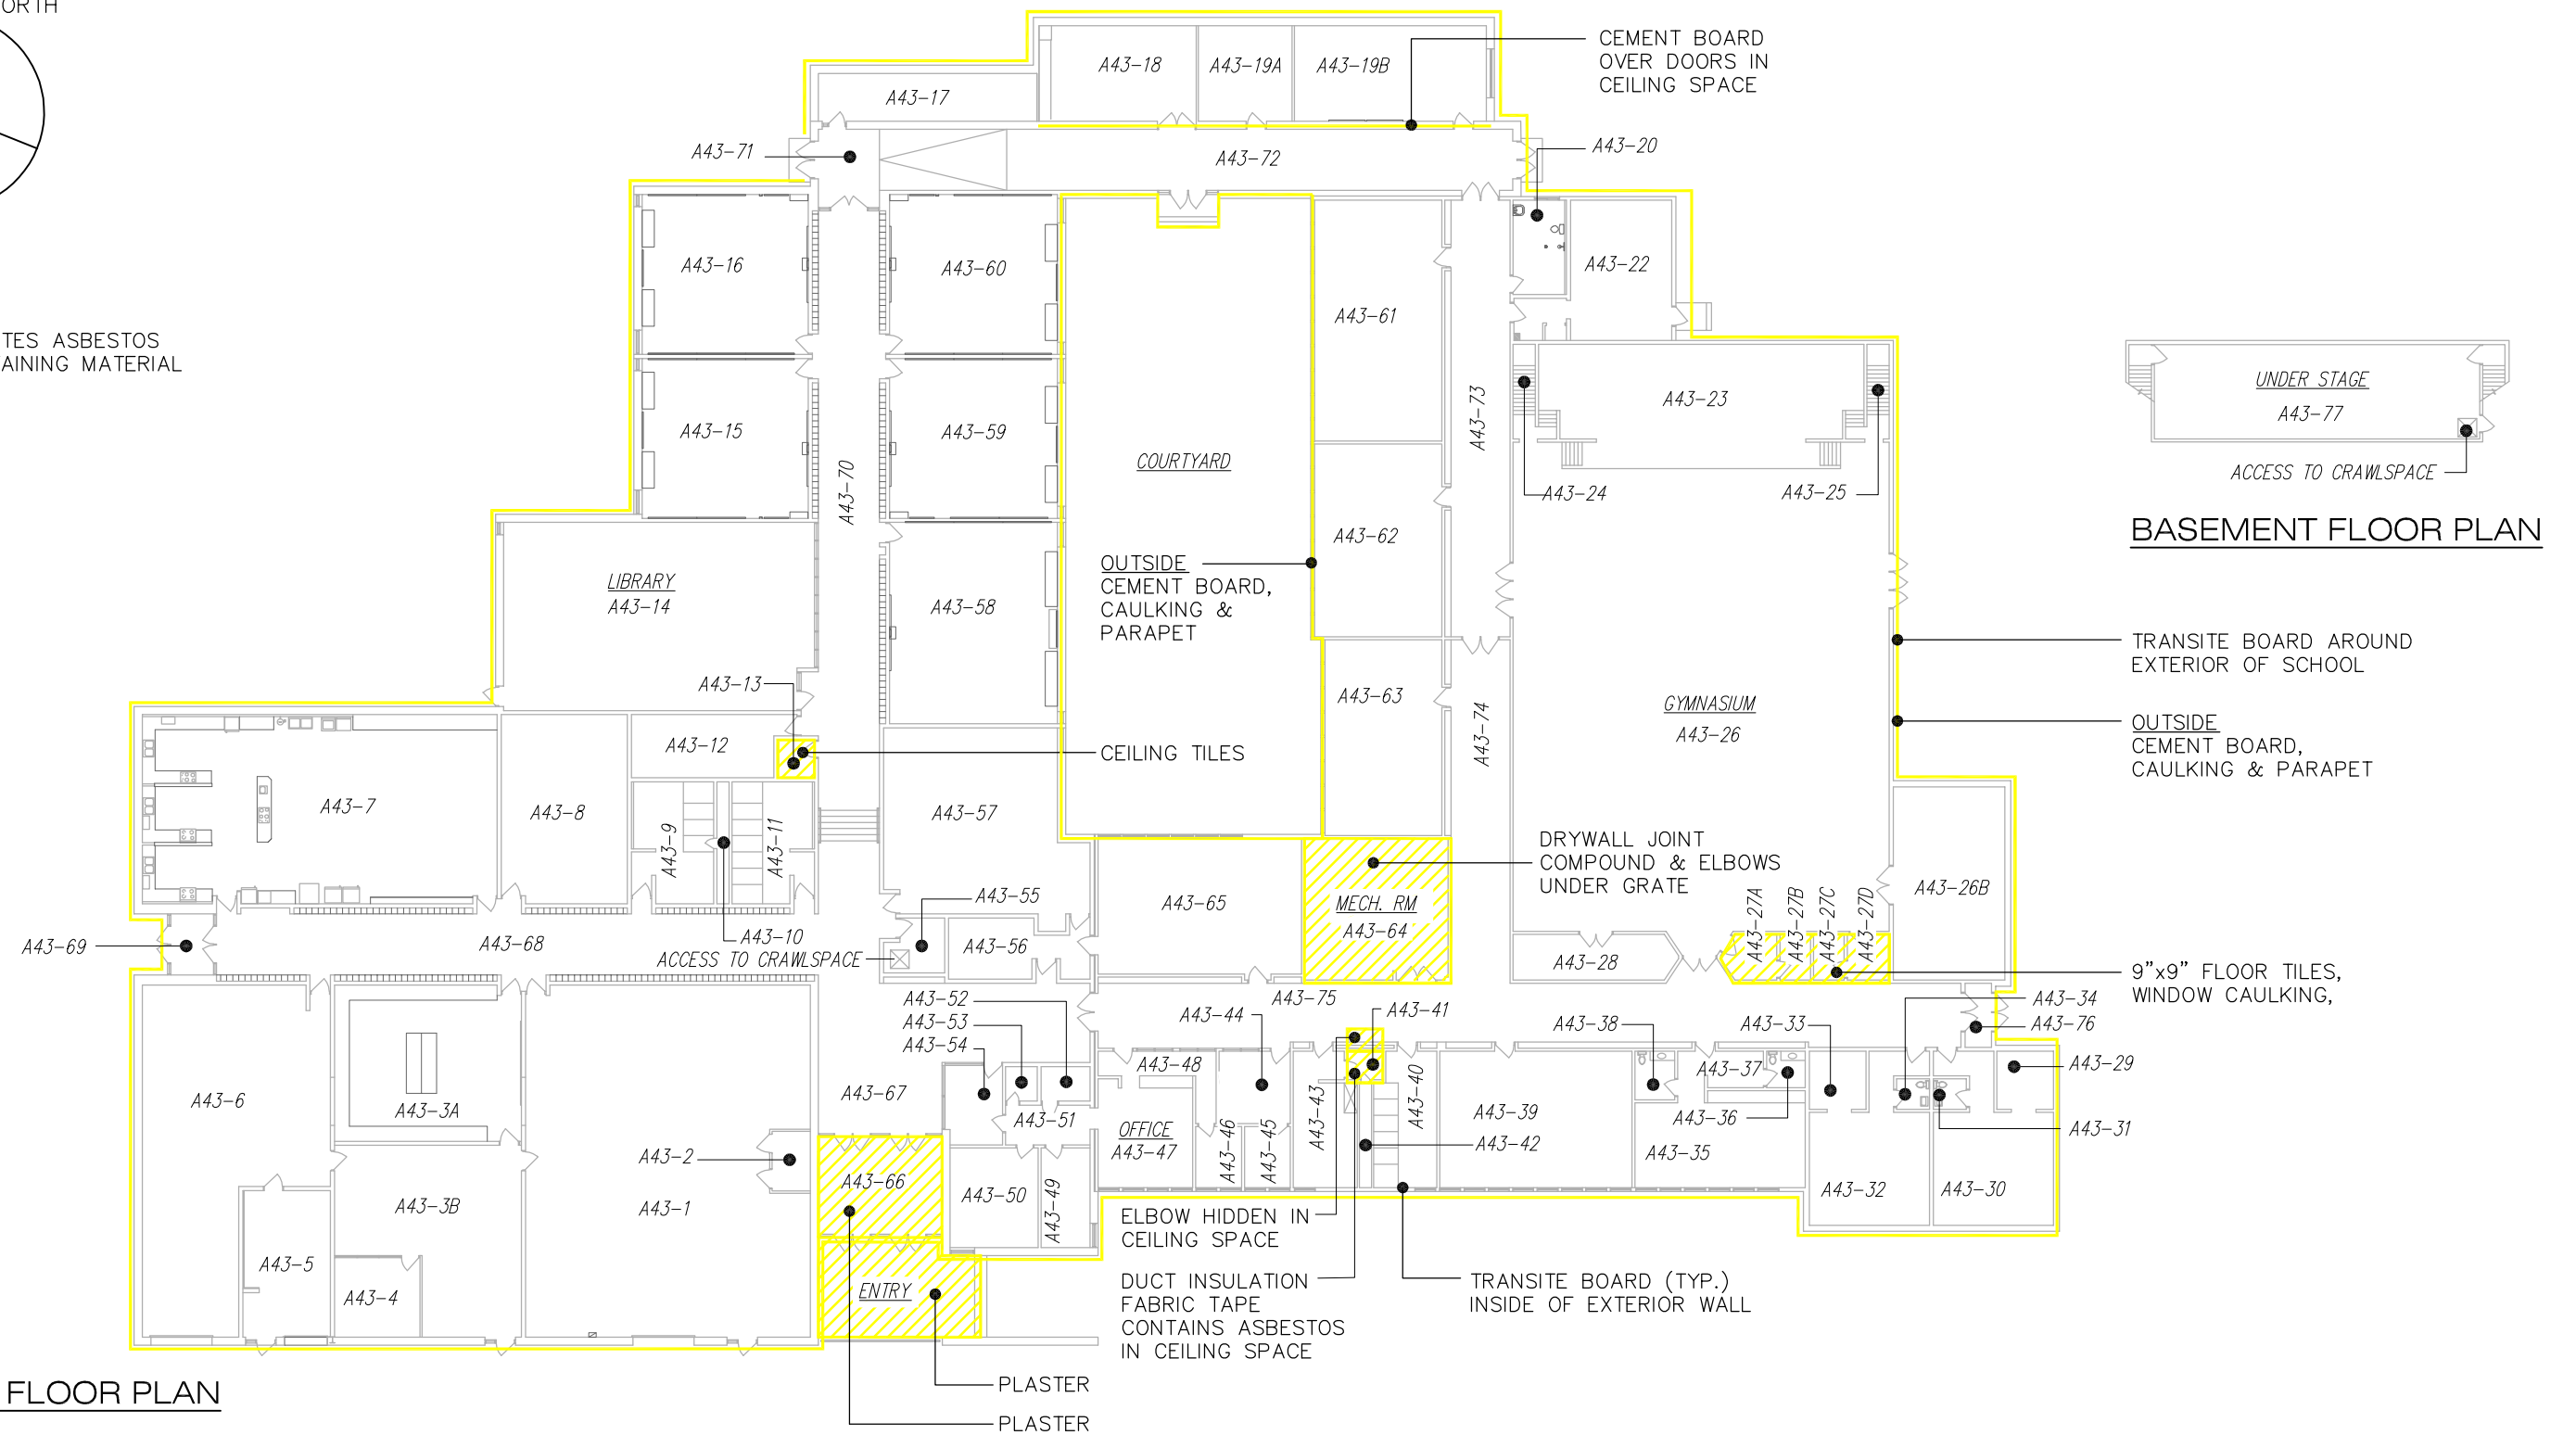 ORTH
CEMENT BOARD
OVER DOORS IN
CEILING SPACE
A43-18
A43-19A
A43-19B
A43-17
A43-71
A43-72
A43-20
A43-16
A43-60
A43-22
A43-61
TES ASBESTOS
AINING MATERIAL
A43-73
A43-23
UNDER STAGE
A43-77
A43-15
A43-59
A43-70
COURTYARD
ACCESS TO CRAWLSPACE
A43-24
A43-25
BASEMENT FLOOR PLAN
A43-62
OUTSIDE
CEMENT BOARD,
CAULKING &
PARAPET
LIBRARY
A43-14
A43-58
TRANSITE BOARD AROUND
EXTERIOR OF SCHOOL
A43-13
A43-63
A43-74
GYMNASIUM
A43-26
OUTSIDE
CEMENT BOARD,
CAULKING & PARAPET
A43-12
CEILING TILES
A43-7
A43-8
A43-9
A43-11
A43-57
DRYWALL JOINT
COMPOUND & ELBOWS
UNDER GRATE
A43-55
A43-65
MECH. RM
A43-64
A43-27A
A43-27B
A43-27C
A43-27D
A43-26B
A43-69
A43-68
A43-10
ACCESS TO CRAWLSPACE
A43-56
A43-28
9"x9" FLOOR TILES,
WINDOW CAULKING,
A43-52
A43-53
A43-54
A43-75
A43-44
A43-41
A43-38
A43-33
A43-34
A43-76
A43-48
A43-37
A43-29
A43-6
A43-3A
A43-67
A43-51
A43-43
A43-40
A43-39
A43-36
OFFICE
A43-47
A43-46
A43-45
A43-42
A43-35
A43-31
A43-2
A43-66
A43-50
A43-49
A43-32
A43-30
A43-3B
A43-1
ELBOW HIDDEN IN
CEILING SPACE
A43-5
A43-4
ENTRY
DUCT INSULATION
FABRIC TAPE
CONTAINS ASBESTOS
IN CEILING SPACE
TRANSITE BOARD (TYP.)
INSIDE OF EXTERIOR WALL
FLOOR PLAN
PLASTER
PLASTER